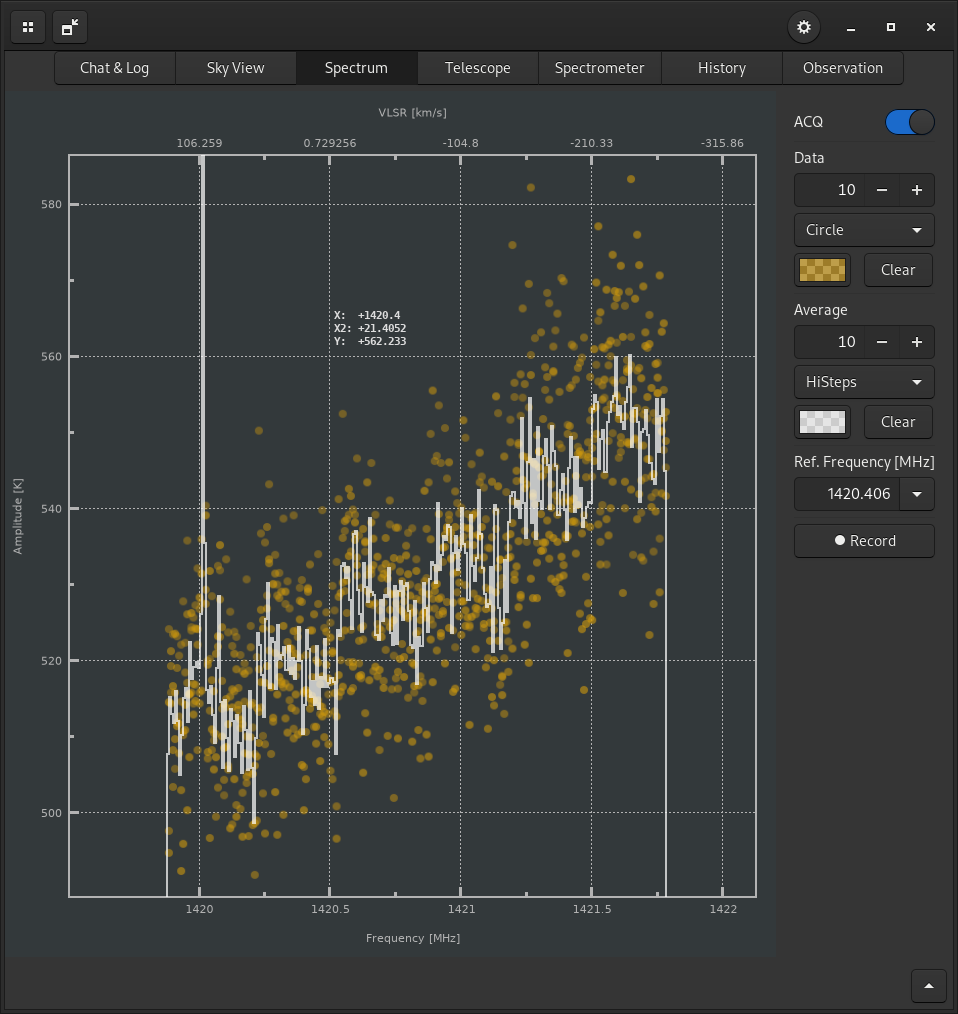 Chat & Log Sky View Spectrum Telescope Spectrometer History Observation
VLSR [km/s]
106.259 0.729256 -104.8 -210.33 -315.86
580
560
540
520
500
Amplitude [K]
X: +1420.4
X2: +21.4052
Y: +562.233
1420 1420.5 1421 1421.5 1422
Frequency [MHz]
ACQ
Data
10 − +
Circle
Clear
Average
10 − +
HiSteps
Clear
Ref. Frequency [MHz]
1420.406
Record